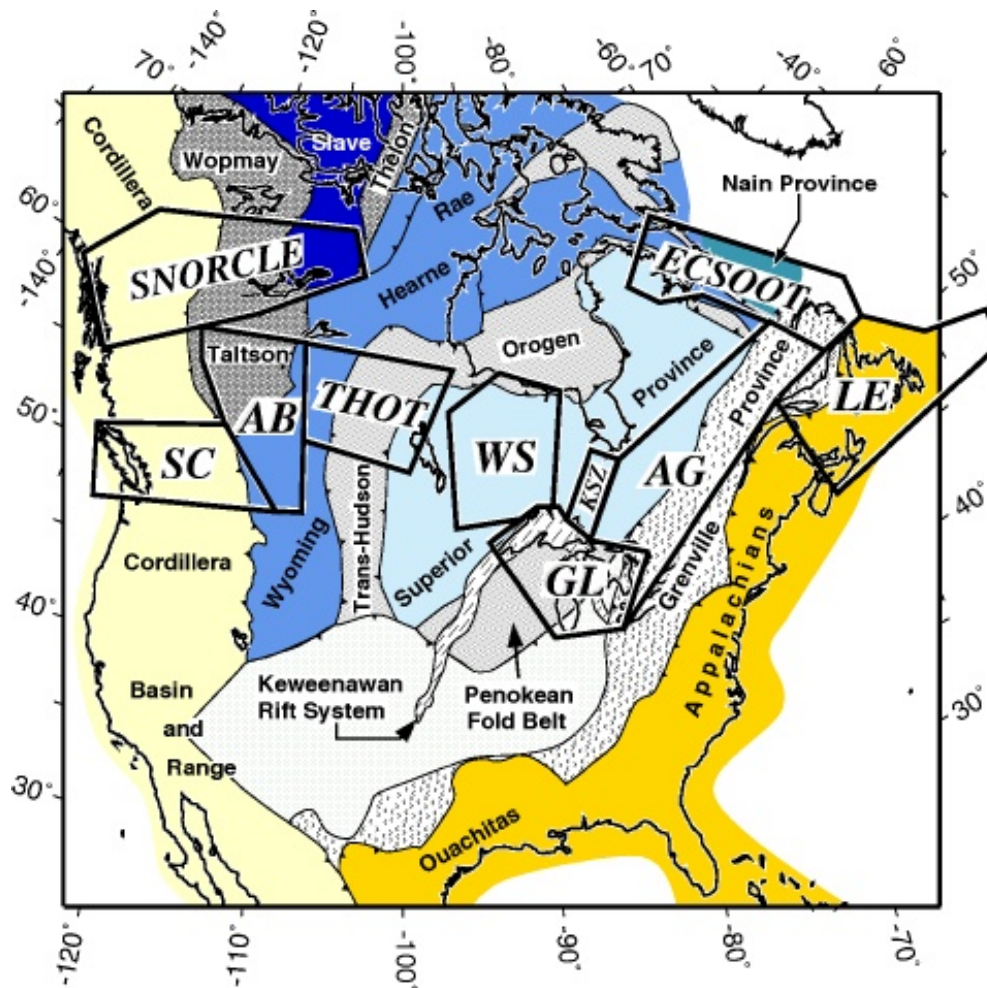 70°
-140°
-120°
-100°
-80°
-60°
-70°
-40°
60°
Cordillera
Wopmay
Slave
Thelon
Rae
Nain Province
60°
-140°
SNORCLE
Hearne
ECSOOT
50°
Taltson
Orogen
Province
Province
LE
50°
AB
THOT
WS
SC
KSZ
AG
40°
Cordillera
Wyoming
Trans-Hudson
Superior
GL
Grenville
Appalachians
40°
Keweenawan
Rift System
Penokean
Fold Belt
Basin
and
Range
30°
30°
Ouachitas
-120°
-110°
-100°
-90°
-80°
-70°